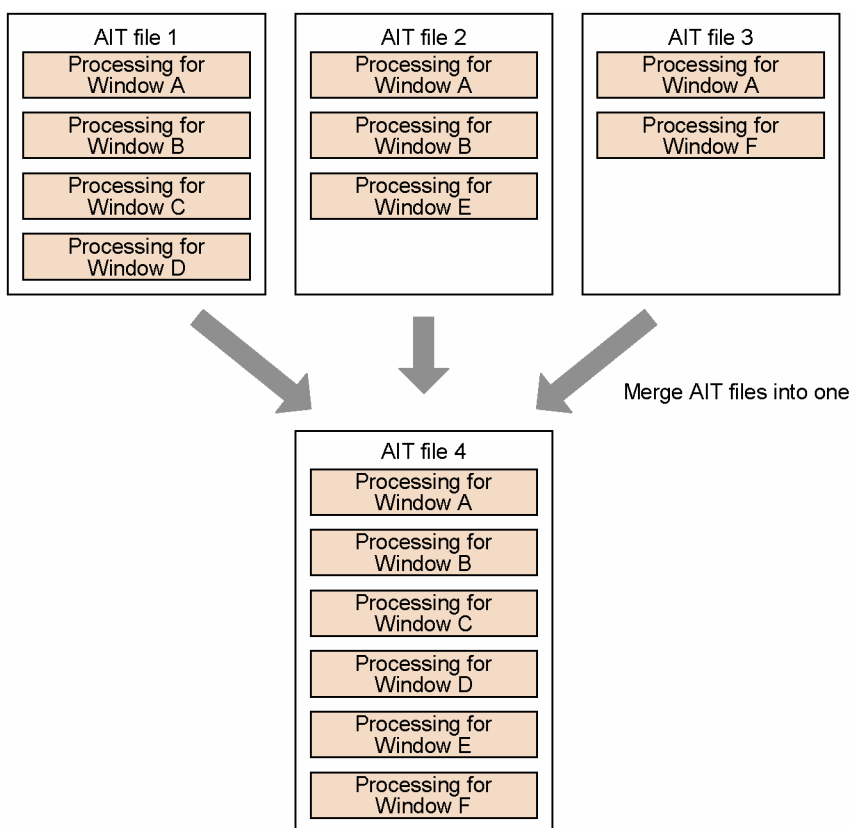 AIT file 1
Processing for
Window A
Processing for
Window B
Processing for
Window C
Processing for
Window D
AIT file 2
Processing for
Window A
Processing for
Window B
Processing for
Window E
AIT file 3
Processing for
Window A
Processing for
Window F
Merge AIT files into one
AIT file 4
Processing for
Window A
Processing for
Window B
Processing for
Window C
Processing for
Window D
Processing for
Window E
Processing for
Window F